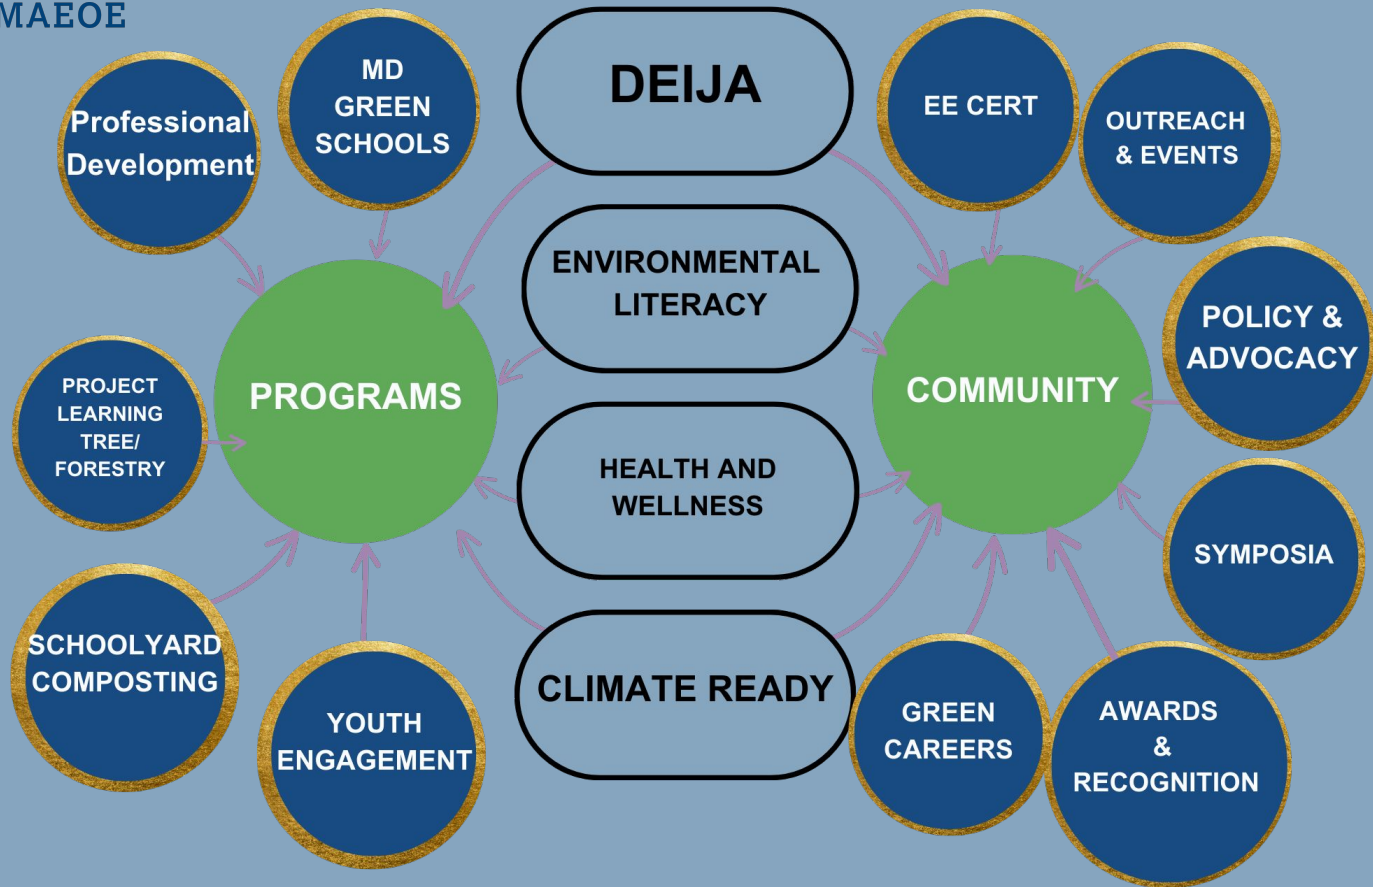 MAEOE
Professional
Development
MD
GREEN
SCHOOLS
DEIJA
EE CERT
OUTREACH
& EVENTS
ENVIRONMENTAL
LITERACY
POLICY &
ADVOCACY
PROGRAMS
COMMUNITY
PROJECT
LEARNING
TREE/
FORESTRY
HEALTH AND
WELLNESS
SYMPOSIA
SCHOOLYARD
COMPOSTING
YOUTH
ENGAGEMENT
CLIMATE READY
GREEN
CAREERS
AWARDS
&
RECOGNITION